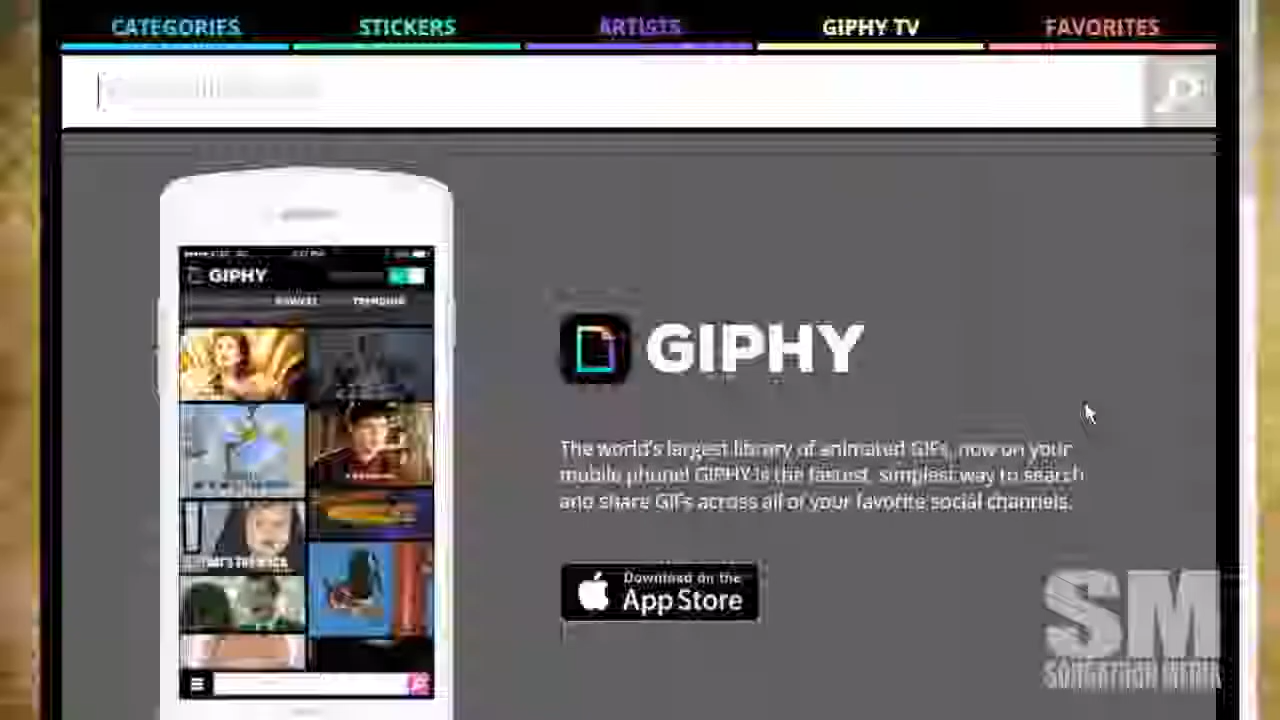 CATEGORIES
STICKERS
ARTISTS
GIPHY TV
FAVORITES
GIPHY
TRENDING
GIPHY
The world's largest library of animated GIFs, now on your
mobile phone! GIPHY is the fastest, simplest way to search
and share GIFs across all of your favorite social channels.
Download on the
App Store
SM